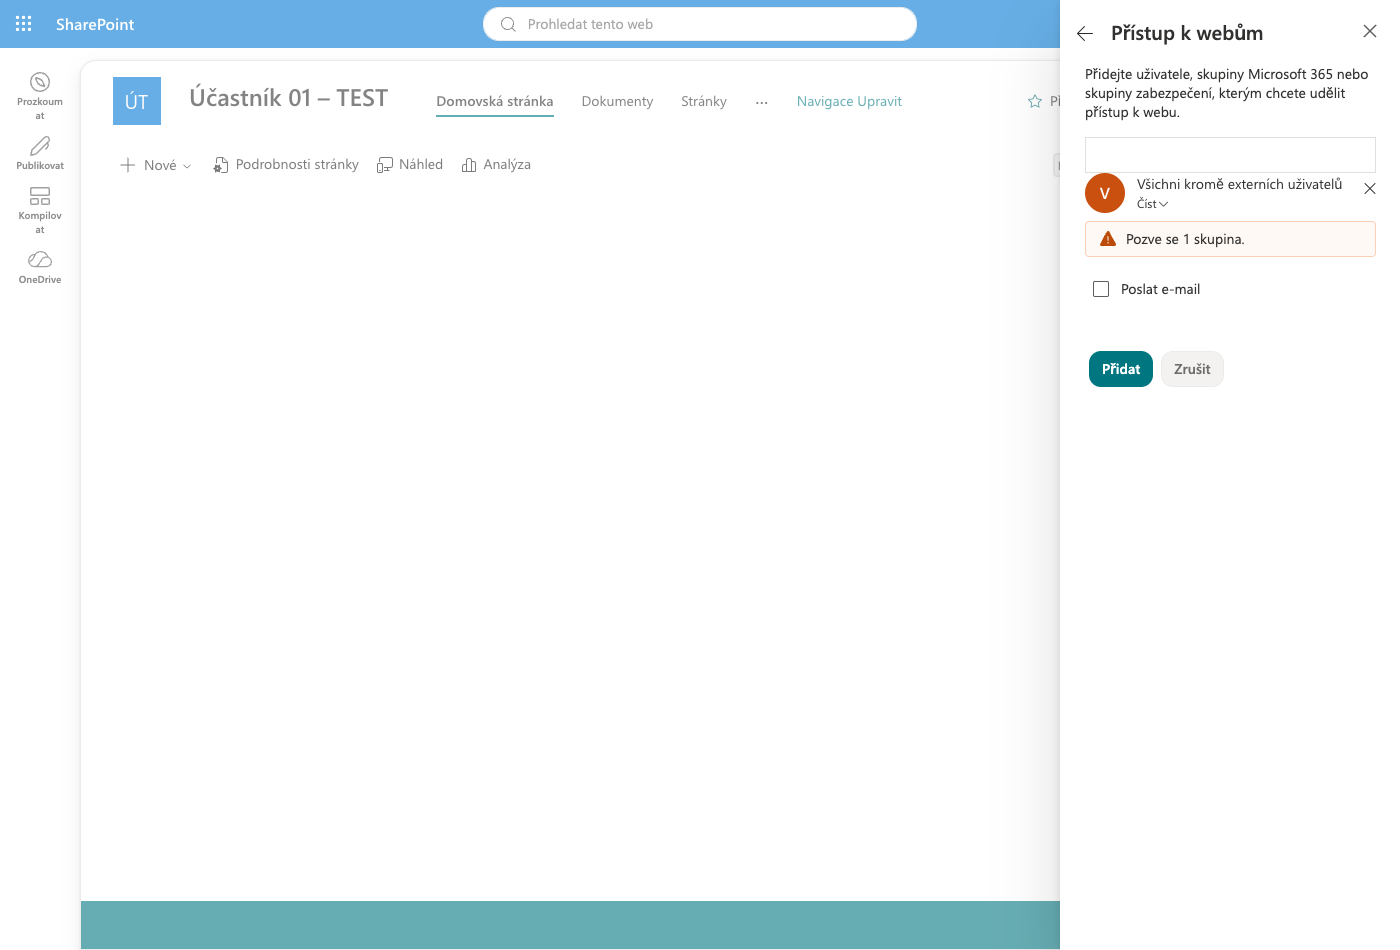 SharePoint
Prohledat tento web
Prozkoum
at
Publikovat
Kompilov
at
OneDrive
ÚT
Účastník 01 – TEST
Domovská stránka
Dokumenty
Stránky
...
Navigace Upravit
Nové
Podrobnosti stránky
Náhled
Analýza
Přístup k webům
Přidejte uživatele, skupiny Microsoft 365 nebo
skupiny zabezpečení, kterým chcete udělit
přístup k webu.
V
Všichni kromě externích uživatelů
Číst
Pozve se 1 skupina.
Poslat e-mail
Přidat
Zrušit